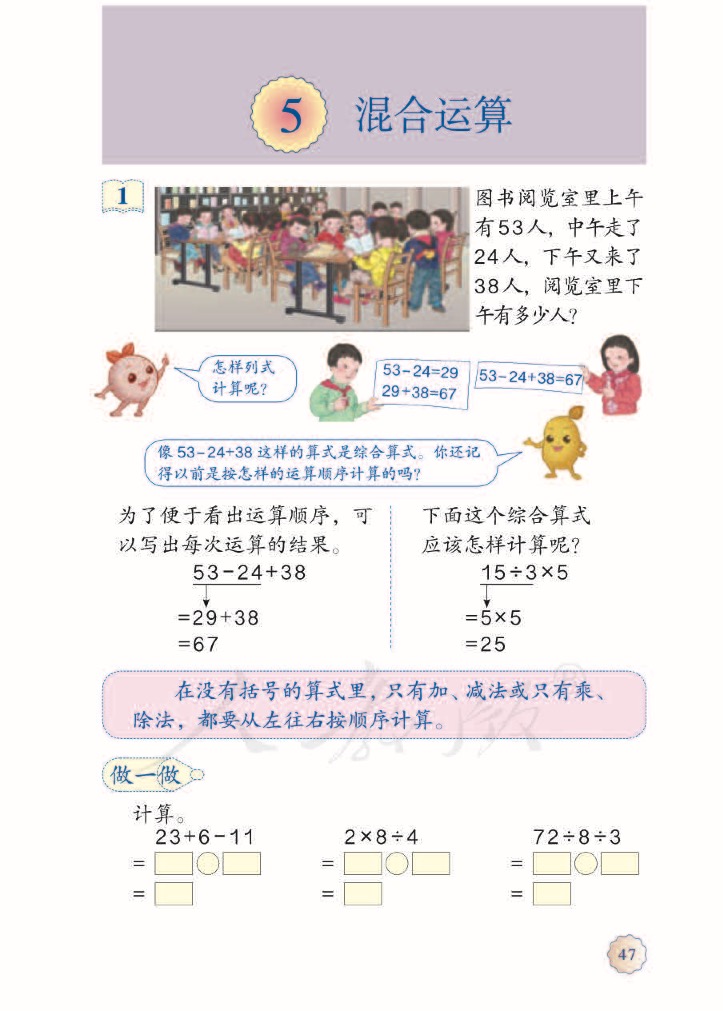 5 混合运算
1
图书阅览室里上午
有53人，中午走了
24人，下午又来了
38人，阅览室里下
午有多少人？
怎样列式
计算呢？
53-24=29
29+38=67
53-24+38=67
像 53-24+38 这样的算式是综合算式。你还记
得以前是按怎样的运算顺序计算的吗？
为了便于看出运算顺序，可
以写出每次运算的结果。
53-24+38
=29+38
=67
下面这个综合算式
应该怎样计算呢？
15÷3×5
=5×5
=25
在没有括号的算式里，只有加、减法或只有乘、
除法，都要从左往右按顺序计算。
做一做
计算。
23+6-11
=
=
2×8÷4
=
=
72÷8÷3
=
=
47